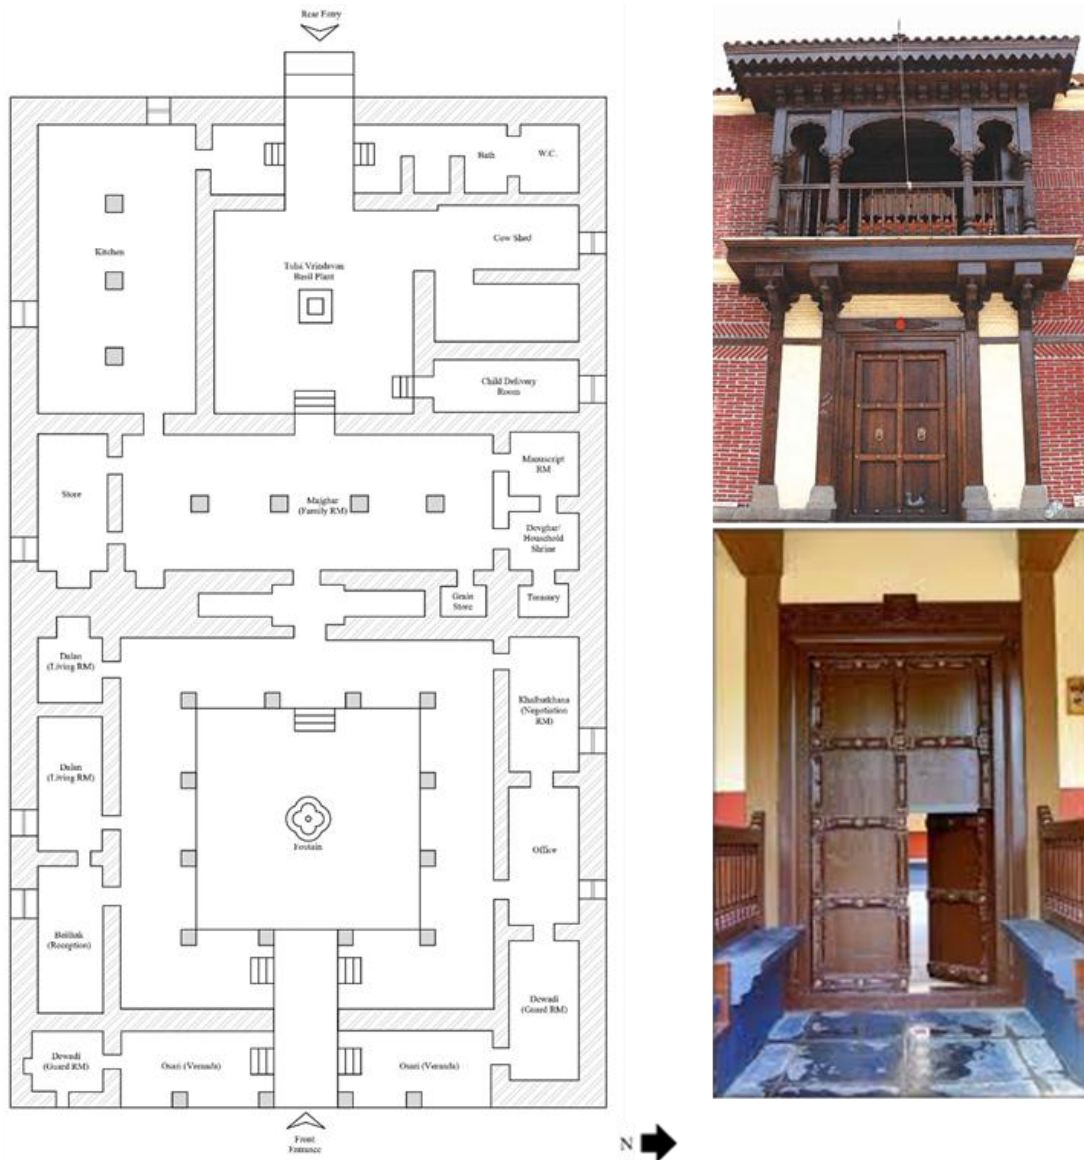 Rear Entry
Bath
W.C.
Kitchen
Cow Shed
Tulsi Vrindavan
Basil Plant
Child Delivery
Room
Store
Majghar
(Family RM)
Manuscript
RM
Devghar/
Household
Shrine
Grain
Store
Treasury
Dalan
(Living RM)
Khalbatkhana
(Negotiation
RM)
Dalan
(Living RM)
Fountain
Office
Baithak
(Reception)
Dewadi
(Guard RM)
Dewadi
(Guard RM)
Osari (Veranda)
Osari (Veranda)
Front
Entrance
N